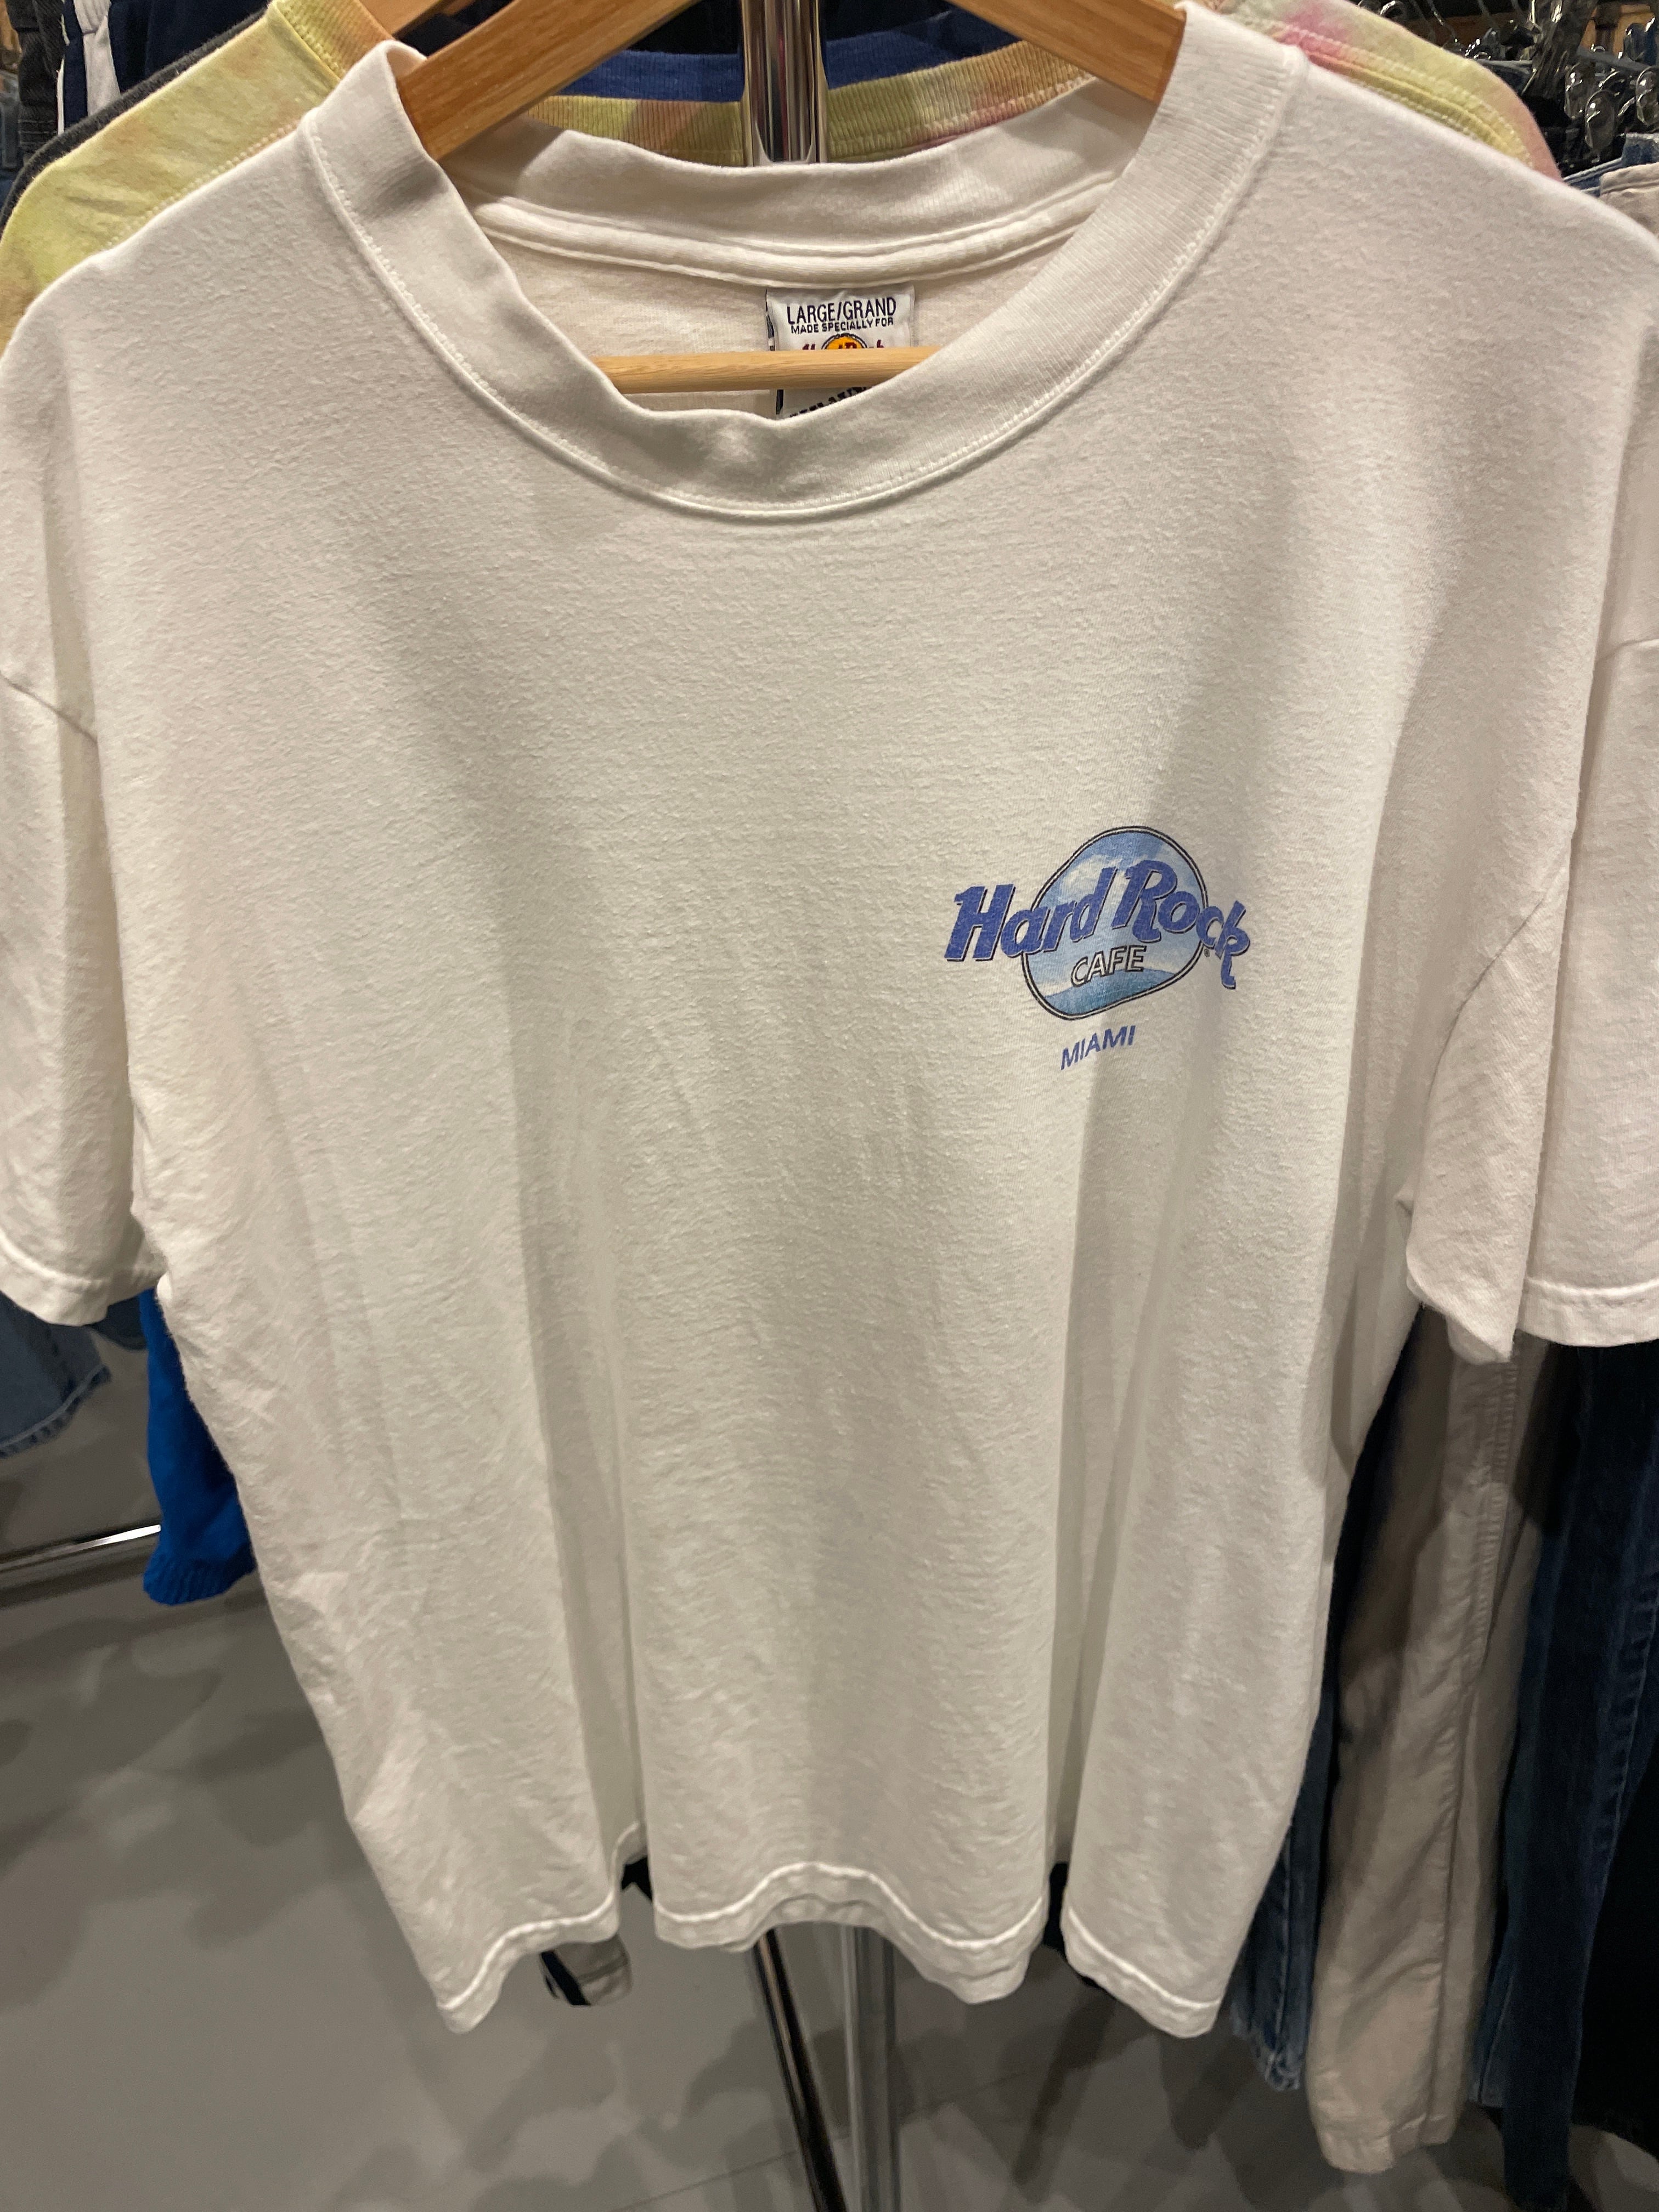 LARGE/GRAND
MADE SPECIALLY FOR
Hard Rock
CAFE
MIAMI